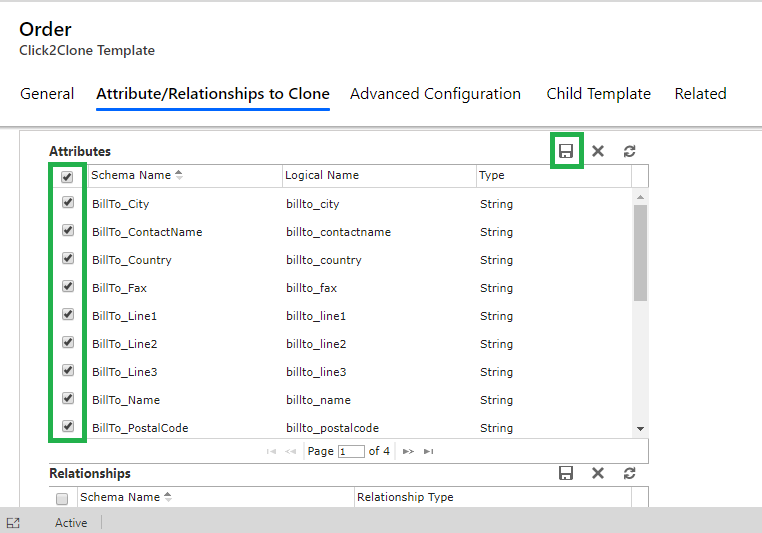 Order
Click2Clone Template
General Attribute/Relationships to Clone Advanced Configuration Child Template Related
Attributes
Schema Name Logical Name Type
BillTo_City billto_city String
BillTo_ContactName billto_contactname String
BillTo_Country billto_country String
BillTo_Fax billto_fax String
BillTo_Line1 billto_line1 String
BillTo_Line2 billto_line2 String
BillTo_Line3 billto_line3 String
BillTo_Name billto_name String
BillTo_PostalCode billto_postalcode String
Page 1 of 4
Relationships
Schema Name Relationship Type
Active